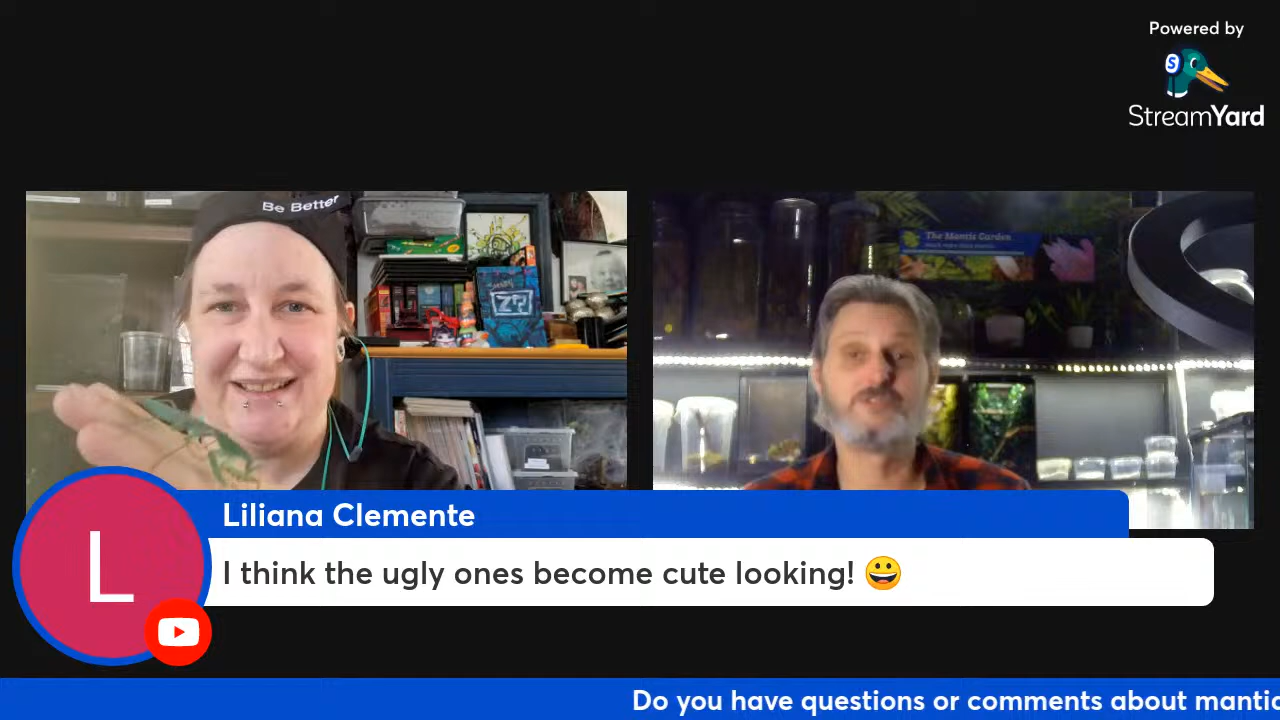 Powered by
S
StreamYard
Be Better
The Mantis Garden
Liliana Clemente
I think the ugly ones become cute looking! 😀
L
Do you have questions or comments about mantid